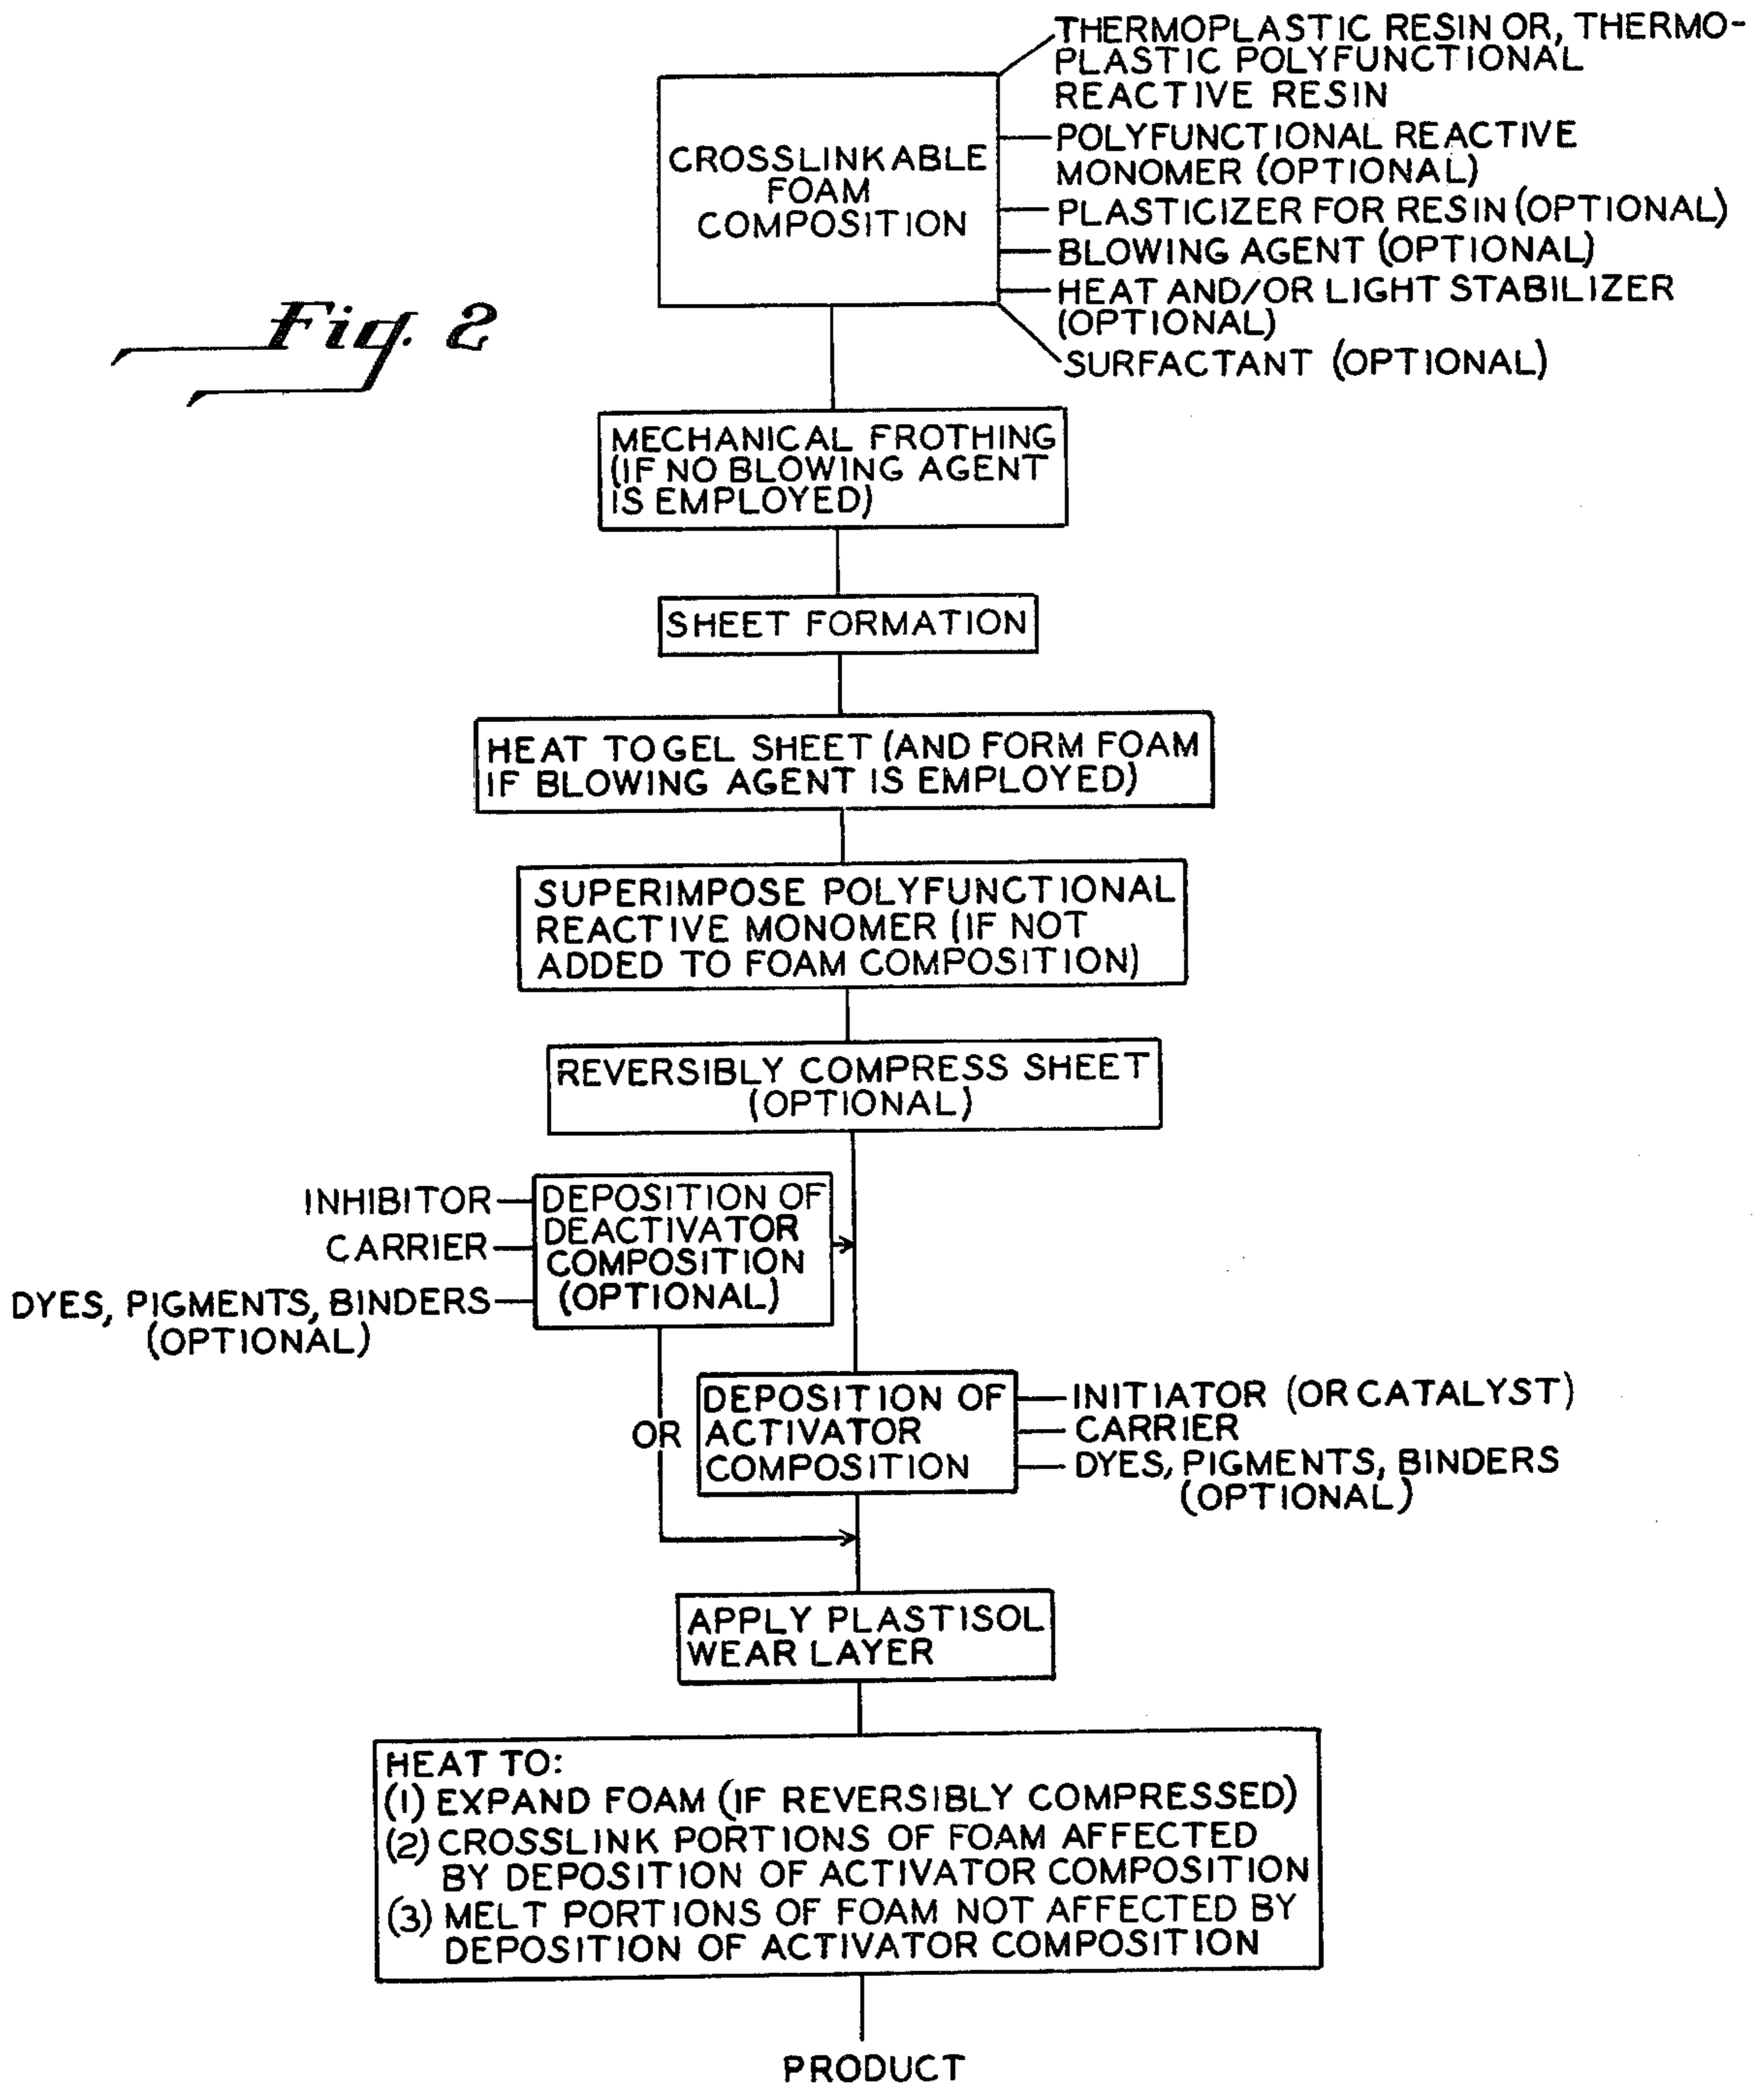 THERMOPLASTIC RESIN OR, THERMO-
PLASTIC POLYFUNCTIONAL
REACTIVE RESIN
CROSSLINKABLE
FOAM
COMPOSITION
POLYFUNCTIONAL REACTIVE
MONOMER (OPTIONAL)
PLASTICIZER FOR RESIN (OPTIONAL)
BLOWING AGENT (OPTIONAL)
HEAT AND/OR LIGHT STABILIZER
(OPTIONAL)
SURFACTANT (OPTIONAL)
Fig. 2
MECHANICAL FROTHING
(IF NO BLOWING AGENT
IS EMPLOYED)
SHEET FORMATION
HEAT TO GEL SHEET (AND FORM FOAM
IF BLOWING AGENT IS EMPLOYED)
SUPERIMPOSE POLYFUNCTIONAL
REACTIVE MONOMER (IF NOT
ADDED TO FOAM COMPOSITION)
REVERSIBLY COMPRESS SHEET
(OPTIONAL)
INHIBITOR
CARRIER
DYES, PIGMENTS, BINDERS
(OPTIONAL)
DEPOSITION OF
DEACTIVATOR
COMPOSITION
(OPTIONAL)
OR
DEPOSITION OF
ACTIVATOR
COMPOSITION
INITIATOR (OR CATALYST)
CARRIER
DYES, PIGMENTS, BINDERS
(OPTIONAL)
APPLY PLASTISOL
WEAR LAYER
HEAT TO:
(1) EXPAND FOAM (IF REVERSIBLY COMPRESSED)
(2) CROSSLINK PORTIONS OF FOAM AFFECTED
BY DEPOSITION OF ACTIVATOR COMPOSITION
(3) MELT PORTIONS OF FOAM NOT AFFECTED BY
DEPOSITION OF ACTIVATOR COMPOSITION
PRODUCT